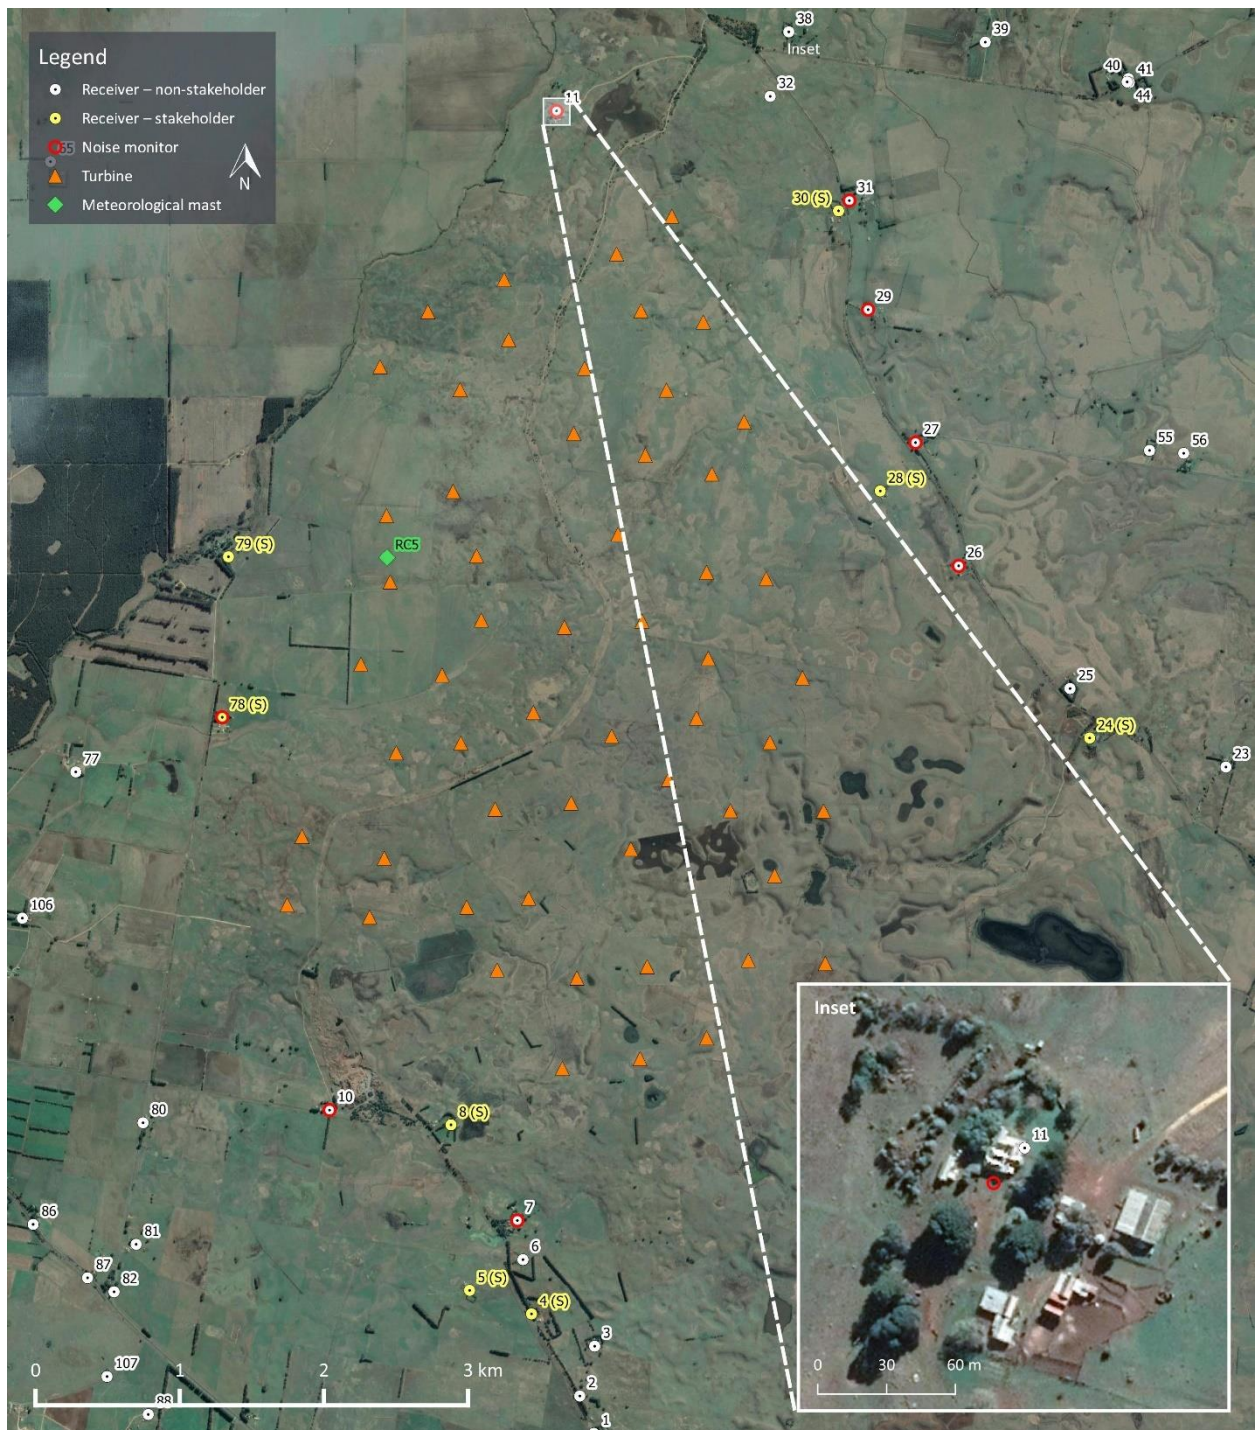 38
39
Inset
Legend
Receiver – non-stakeholder
Receiver – stakeholder
Noise monitor
Turbine
Meteorological mast
N
40
41
44
32
11
31
30 (S)
29
27
55
56
28 (S)
79 (S)
RC5
26
25
78 (S)
24 (S)
77
23
106
Inset
10
80
8 (S)
11
7
86
81
6
87
82
5 (S)
4 (S)
3
0 30 60 m
0 1 2 3 km
107
2
88
1